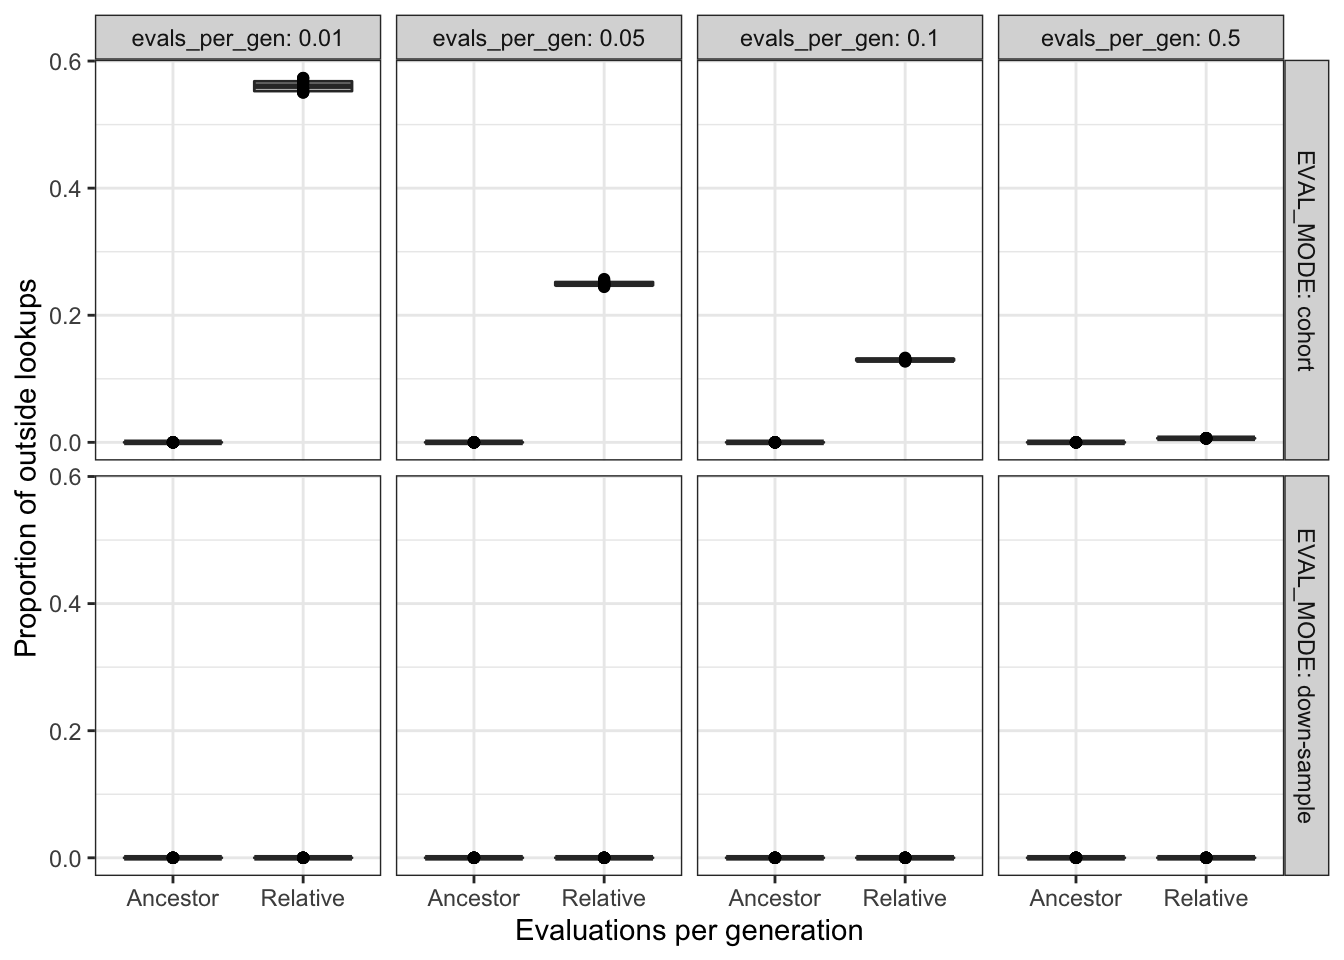 evals_per_gen: 0.01
evals_per_gen: 0.05
evals_per_gen: 0.1
evals_per_gen: 0.5
0.6
0.4
0.2
0.0
EVAL_MODE: cohort
0.6
0.4
0.2
0.0
EVAL_MODE: down-sample
Proportion of outside lookups
Ancestor Relative
Ancestor Relative
Ancestor Relative
Ancestor Relative
Evaluations per generation